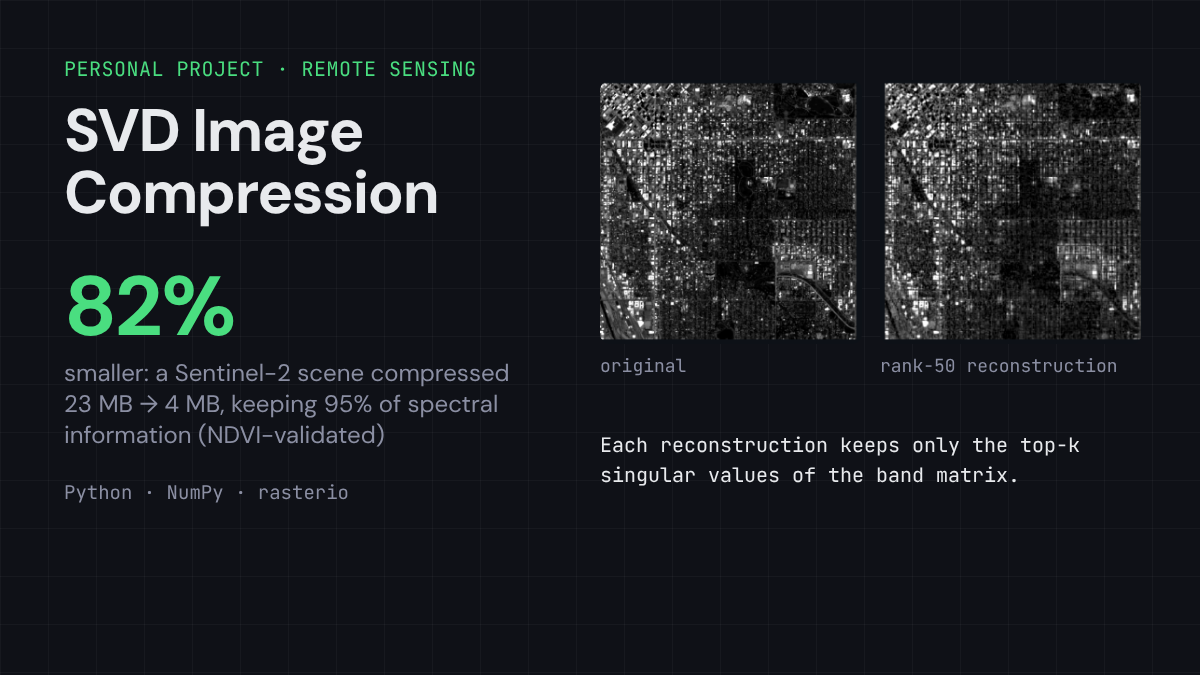 PERSONAL PROJECT · REMOTE SENSING
SVD Image
Compression
82%
smaller: a Sentinel-2 scene compressed
23 MB → 4 MB, keeping 95% of spectral
information (NDVI-validated)
Python · NumPy · rasterio
original
rank-50 reconstruction
Each reconstruction keeps only the top-k
singular values of the band matrix.